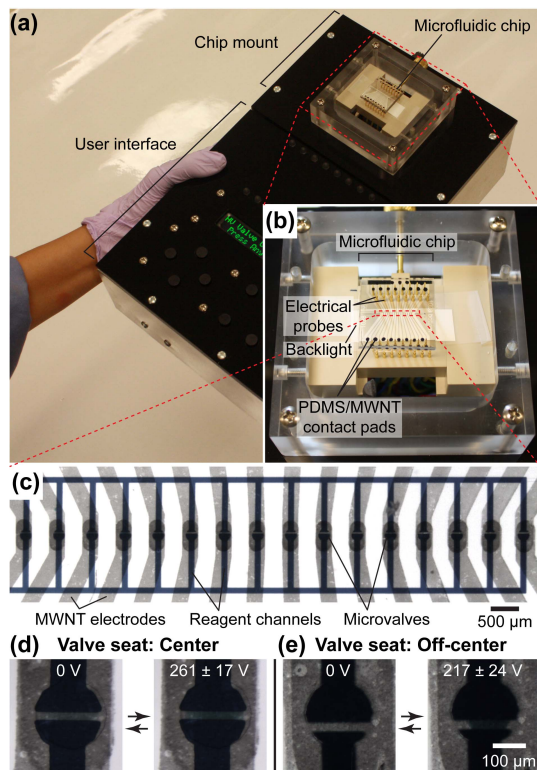 (a)
Microfluidic chip
Chip mount
User interface
(b)
Microfluidic chip
Electrical
probes
Backlight
PDMS/MWNT
contact pads
(c)
MWNT electrodes
Reagent channels
Microvalves
500 µm
(d) Valve seat: Center
0 V
261 ± 17 V
(e) Valve seat: Off-center
0 V
217 ± 24 V
100 µm